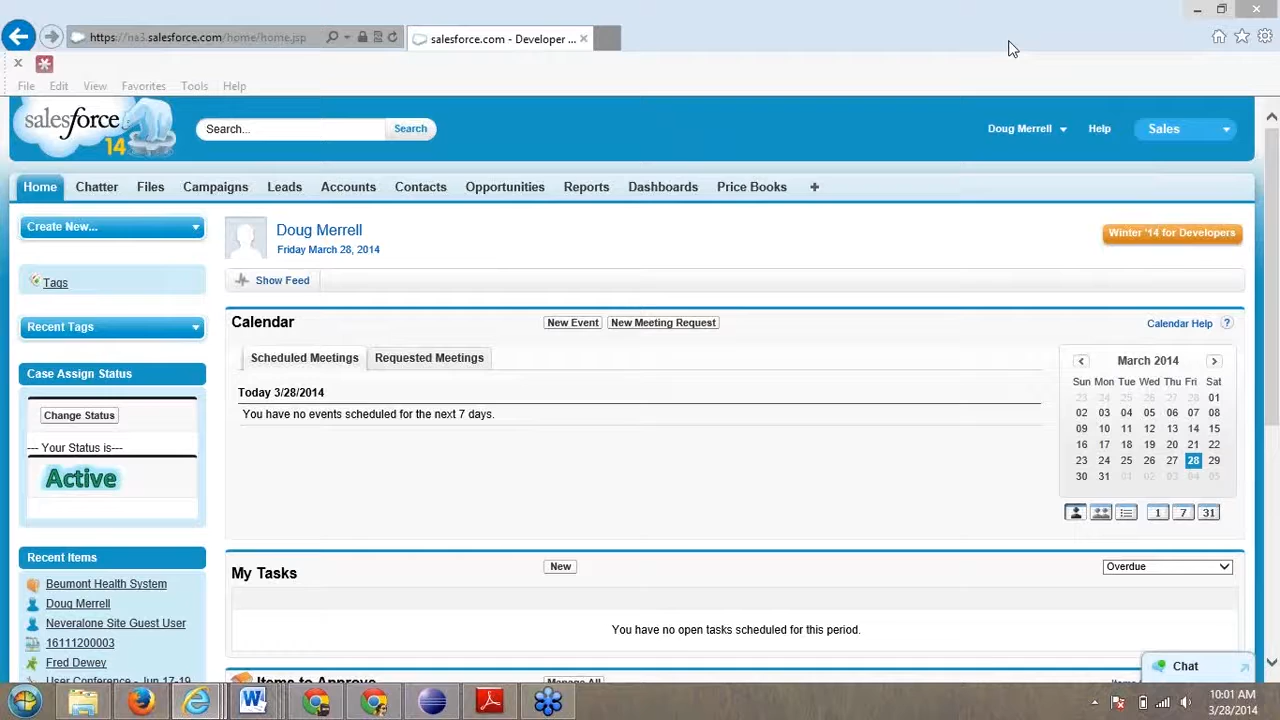 https://na3.salesforce.com/home/home.jsp
salesforce.com - Developer ...
File Edit View Favorites Tools Help
salesforce
14
Search...
Search
Doug Merrell
Help
Sales
Home Chatter Files Campaigns Leads Accounts Contacts Opportunities Reports Dashboards Price Books +
Create New...
Tags
Recent Tags
Case Assign Status
Change Status
--- Your Status is---
Active
Recent Items
Beumont Health System
Doug Merrell
Neveralone Site Guest User
16111200003
Fred Dewey
User Conference - Jun 17-19
Doug Merrell
Friday March 28, 2014
Winter '14 for Developers
Show Feed
Calendar
New Event
New Meeting Request
Calendar Help ?
Scheduled Meetings
Requested Meetings
Today 3/28/2014
You have no events scheduled for the next 7 days.
March 2014
Sun Mon Tue Wed Thu Fri Sat
23 24 25 26 27 28 01
02 03 04 05 06 07 08
09 10 11 12 13 14 15
16 17 18 19 20 21 22
23 24 25 26 27 28 29
30 31 01 02 03 04 05
1 7 31
My Tasks
New
Overdue
You have no open tasks scheduled for this period.
Items to Approve
Manage All
Chat
10:01 AM
3/28/2014